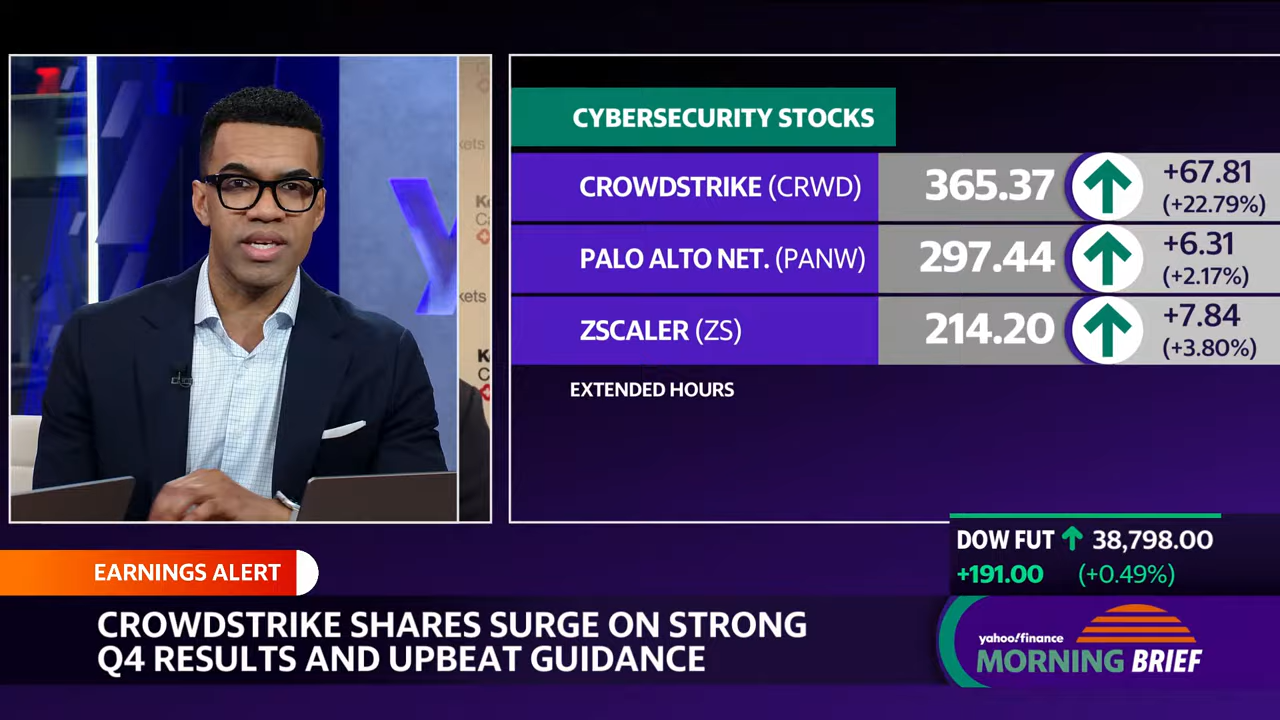 CYBERSECURITY STOCKS
CROWDSTRIKE (CRWD) 365.37 +67.81 (+22.79%)
PALO ALTO NET. (PANW) 297.44 +6.31 (+2.17%)
ZSCALER (ZS) 214.20 +7.84 (+3.80%)
EXTENDED HOURS
DOW FUT 38,798.00
+191.00 (+0.49%)
EARNINGS ALERT
CROWDSTRIKE SHARES SURGE ON STRONG
Q4 RESULTS AND UPBEAT GUIDANCE
yahoo!finance
MORNING BRIEF